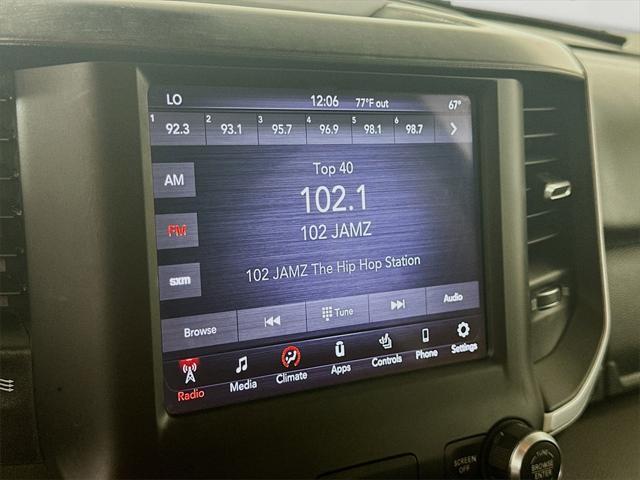 LO 12:06 77°F out 67°
1 92.3 2 93.1 3 95.7 4 96.9 5 98.1 6 98.7
Top 40
AM
102.1
FM
102 JAMZ
sxm
102 JAMZ The Hip Hop Station
Browse Tune Audio
Radio Media Climate Apps Controls Phone Settings
SCREEN OFF
TUNE
BROWSE
ENTER